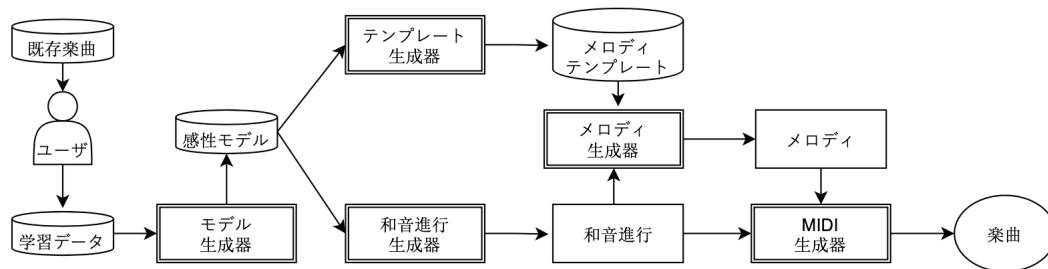 既存楽曲
ユーザ
学習データ
モデル
生成器
感性モデル
テンプレート
生成器
メロディ
テンプレート
和音進行
生成器
和音進行
メロディ
生成器
メロディ
MIDI
生成器
楽曲